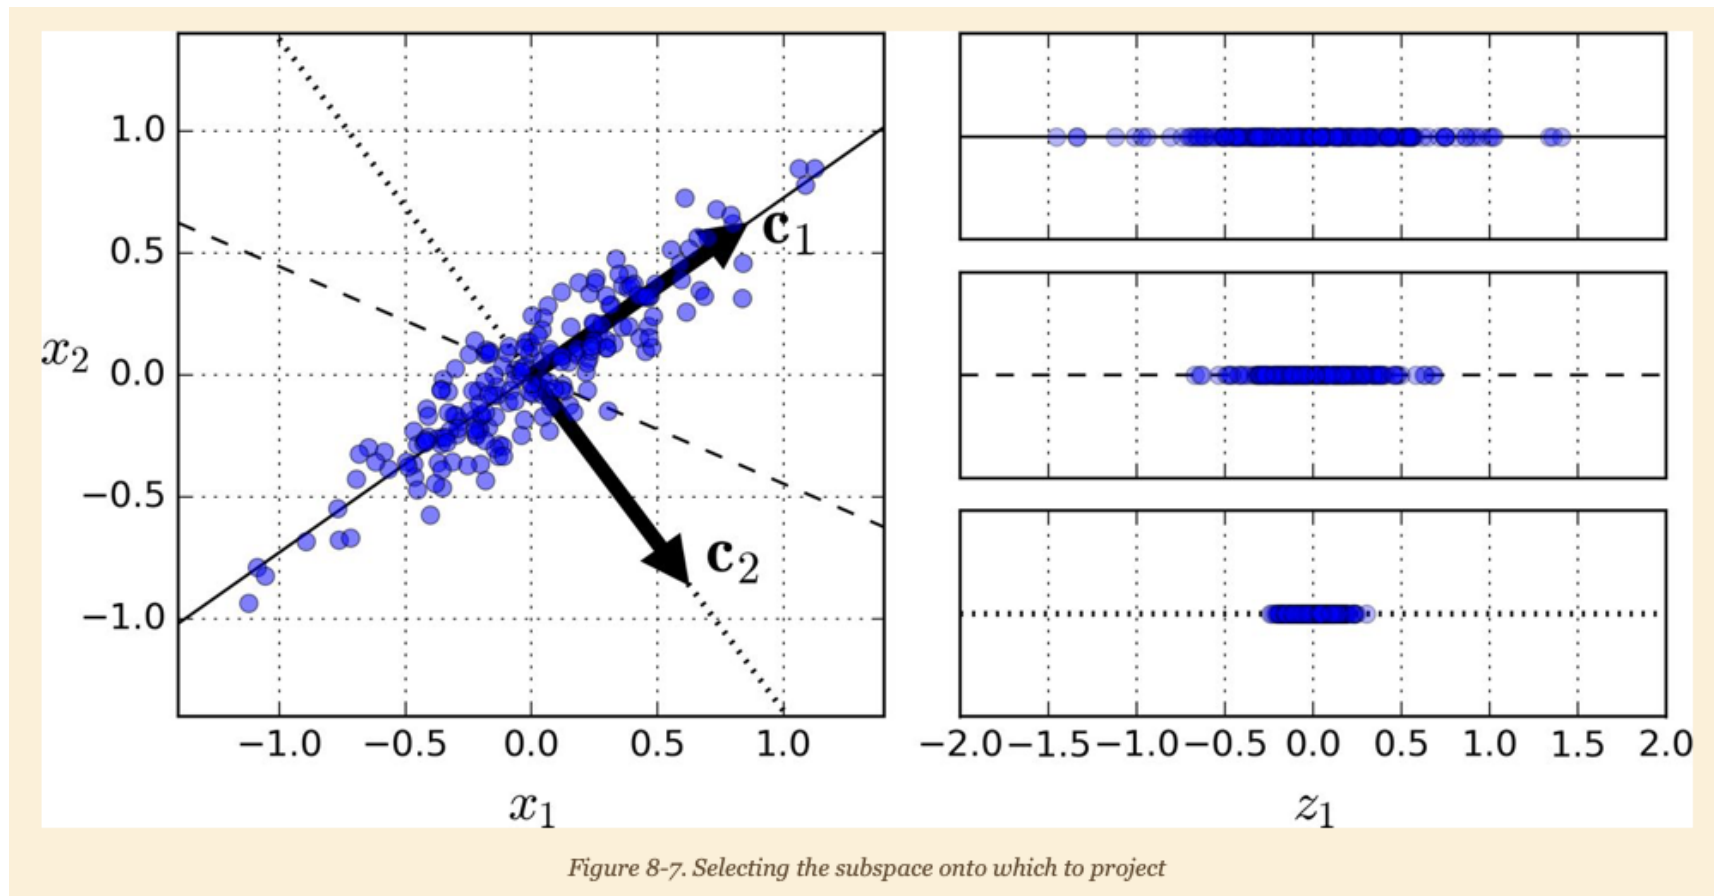 1.0
0.5
0.0
−0.5
−1.0
x₂
c₁
c₂
−1.0 −0.5 0.0 0.5 1.0
x₁
−2.0 −1.5 −1.0 −0.5 0.0 0.5 1.0 1.5 2.0
z₁
Figure 8-7. Selecting the subspace onto which to project